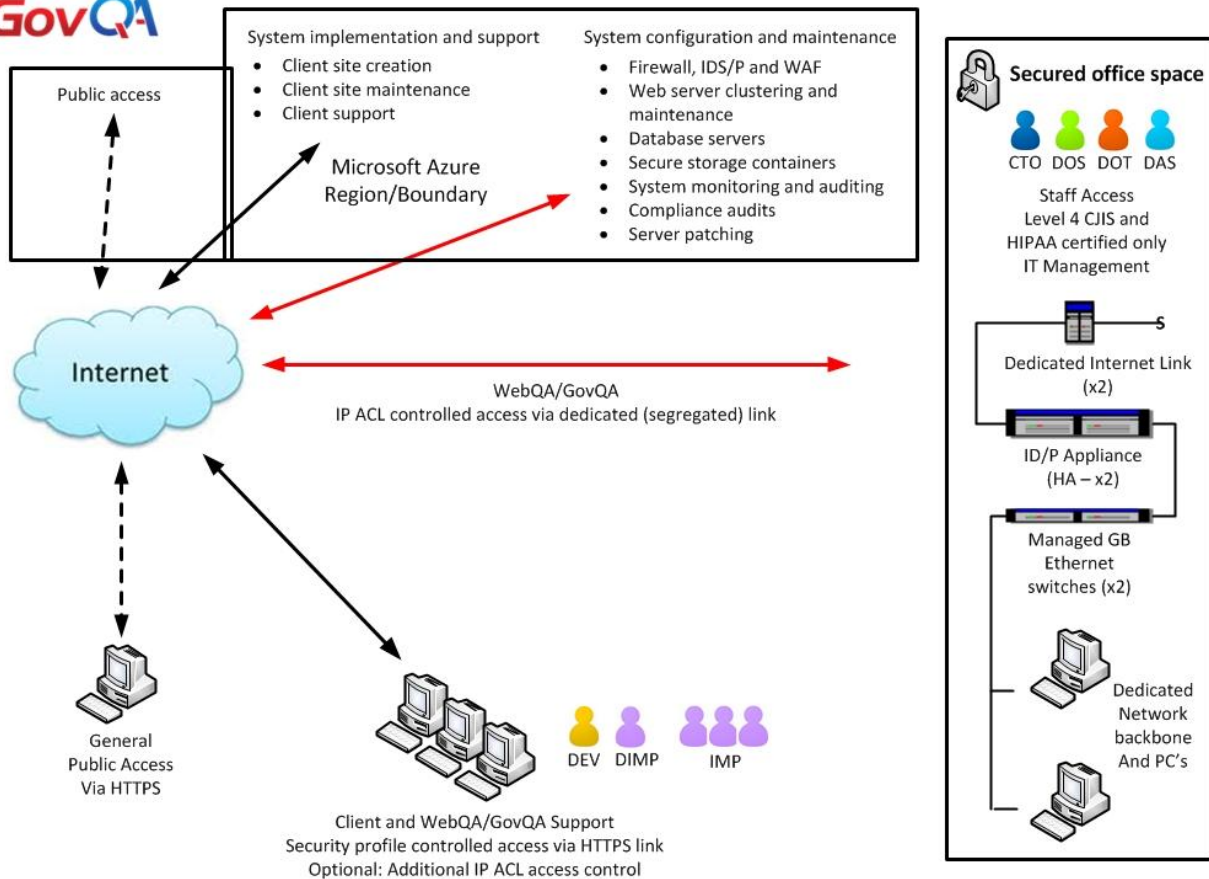 GovQA
Public access
System implementation and support
• Client site creation
• Client site maintenance
• Client support
Microsoft Azure
Region/Boundary
System configuration and maintenance
• Firewall, IDS/P and WAF
• Web server clustering and
maintenance
• Database servers
• Secure storage containers
• System monitoring and auditing
• Compliance audits
• Server patching
Internet
WebQA/GovQA
IP ACL controlled access via dedicated (segregated) link
General
Public Access
Via HTTPS
DEV DIMP IMP
Client and WebQA/GovQA Support
Security profile controlled access via HTTPS link
Optional: Additional IP ACL access control
Secured office space
CTO DOS DOT DAS
Staff Access
Level 4 CJIS and
HIPAA certified only
IT Management
S
Dedicated Internet Link
(x2)
ID/P Appliance
(HA – x2)
Managed GB
Ethernet
switches (x2)
Dedicated
Network
backbone
And PC's